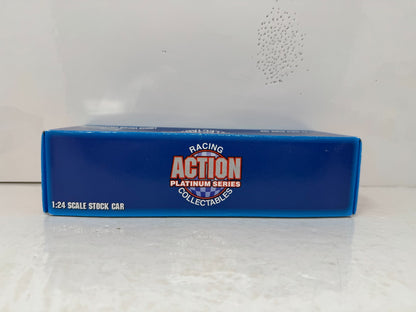 RACING
ACTION
PLATINUM SERIES
COLLECTABLES
1:24 SCALE STOCK CAR